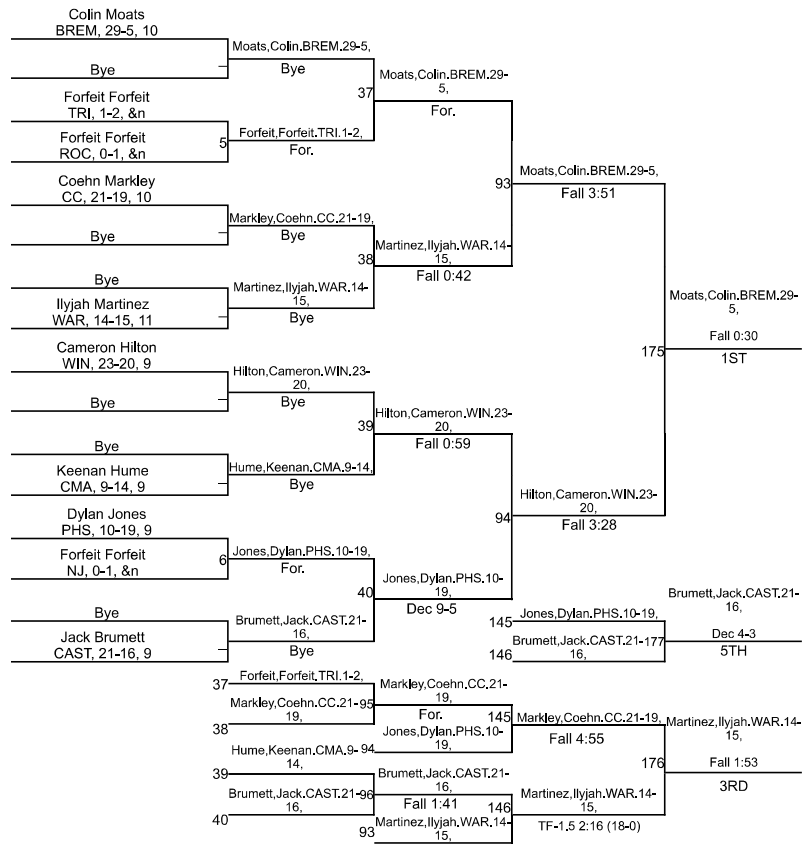 Colin Moats
BREM, 29-5, 10
Moats,Colin.BREM.29-5,
Bye
Bye
37
Moats,Colin.BREM.29-
5,
For.
Forfeit Forfeit
TRI, 1-2, &n
5
Forfeit,Forfeit.TRI.1-2,
For.
Forfeit Forfeit
ROC, 0-1, &n
93
Moats,Colin.BREM.29-5,
Fall 3:51
Coehn Markley
CC, 21-19, 10
Markley,Coehn.CC.21-19,
Bye
Bye
38
Martinez,Ilyjah.WAR.14-
15,
Fall 0:42
Bye
Martinez,Ilyjah.WAR.14-
15,
Bye
Ilyjah Martinez
WAR, 14-15, 11
175
Moats,Colin.BREM.29-
5,
Fall 0:30
1ST
Cameron Hilton
WIN, 23-20, 9
Hilton,Cameron.WIN.23-
20,
Bye
Bye
39
Hilton,Cameron.WIN.23-
20,
Fall 0:59
Bye
Hume,Keenan.CMA.9-14,
Bye
Keenan Hume
CMA, 9-14, 9
94
Hilton,Cameron.WIN.23-
20,
Fall 3:28
Dylan Jones
PHS, 10-19, 9
6
Jones,Dylan.PHS.10-19,
For.
Forfeit Forfeit
NJ, 0-1, &n
40
Jones,Dylan.PHS.10-
19,
Dec 9-5
Bye
Brumett,Jack.CAST.21-
16,
Bye
Jack Brumett
CAST, 21-16, 9
145
Jones,Dylan.PHS.10-19,
146
Brumett,Jack.CAST.21-
16,
177
Brumett,Jack.CAST.21-
16,
Dec 4-3
5TH
37
Forfeit,Forfeit.TRI.1-2,
38
Markley,Coehn.CC.21-
19,
95
Markley,Coehn.CC.21-
19,
For.
94
Jones,Dylan.PHS.10-
19,
145
Markley,Coehn.CC.21-19,
Fall 4:55
39
Hume,Keenan.CMA.9-
14,
40
Brumett,Jack.CAST.21-
16,
96
Brumett,Jack.CAST.21-
16,
Fall 1:41
93
Martinez,Ilyjah.WAR.14-
15,
146
Martinez,Ilyjah.WAR.14-
15,
TF-1.5 2:16 (18-0)
176
Martinez,Ilyjah.WAR.14-
15,
Fall 1:53
3RD